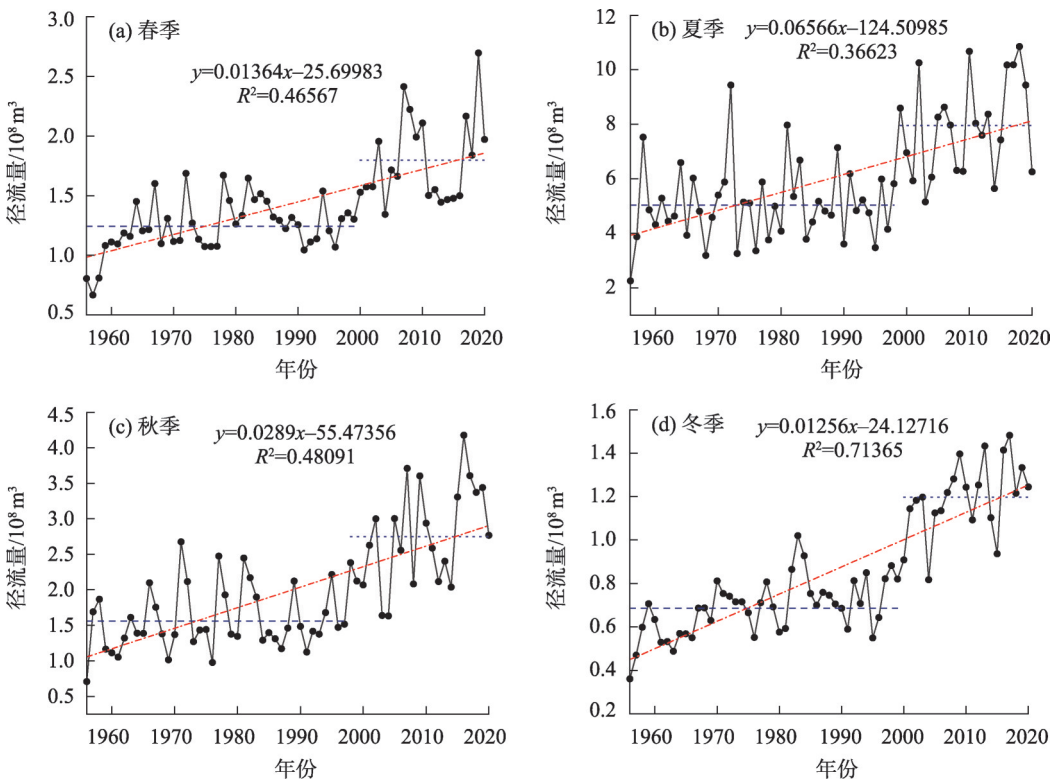 (a) 春季
y=0.01364x–25.69983
R²=0.46567
径流量/10⁸ m³
3.0
2.5
2.0
1.5
1.0
0.5
1960 1970 1980 1990 2000 2010 2020
年份
(b) 夏季
y=0.06566x–124.50985
R²=0.36623
径流量/10⁸ m³
12
10
8
6
4
2
1960 1970 1980 1990 2000 2010 2020
年份
(c) 秋季
y=0.0289x–55.47356
R²=0.48091
径流量/10⁸ m³
4.5
4.0
3.5
3.0
2.5
2.0
1.5
1.0
0.5
1960 1970 1980 1990 2000 2010 2020
年份
(d) 冬季
y=0.01256x–24.12716
R²=0.71365
径流量/10⁸ m³
1.6
1.4
1.2
1.0
0.8
0.6
0.4
0.2
1960 1970 1980 1990 2000 2010 2020
年份